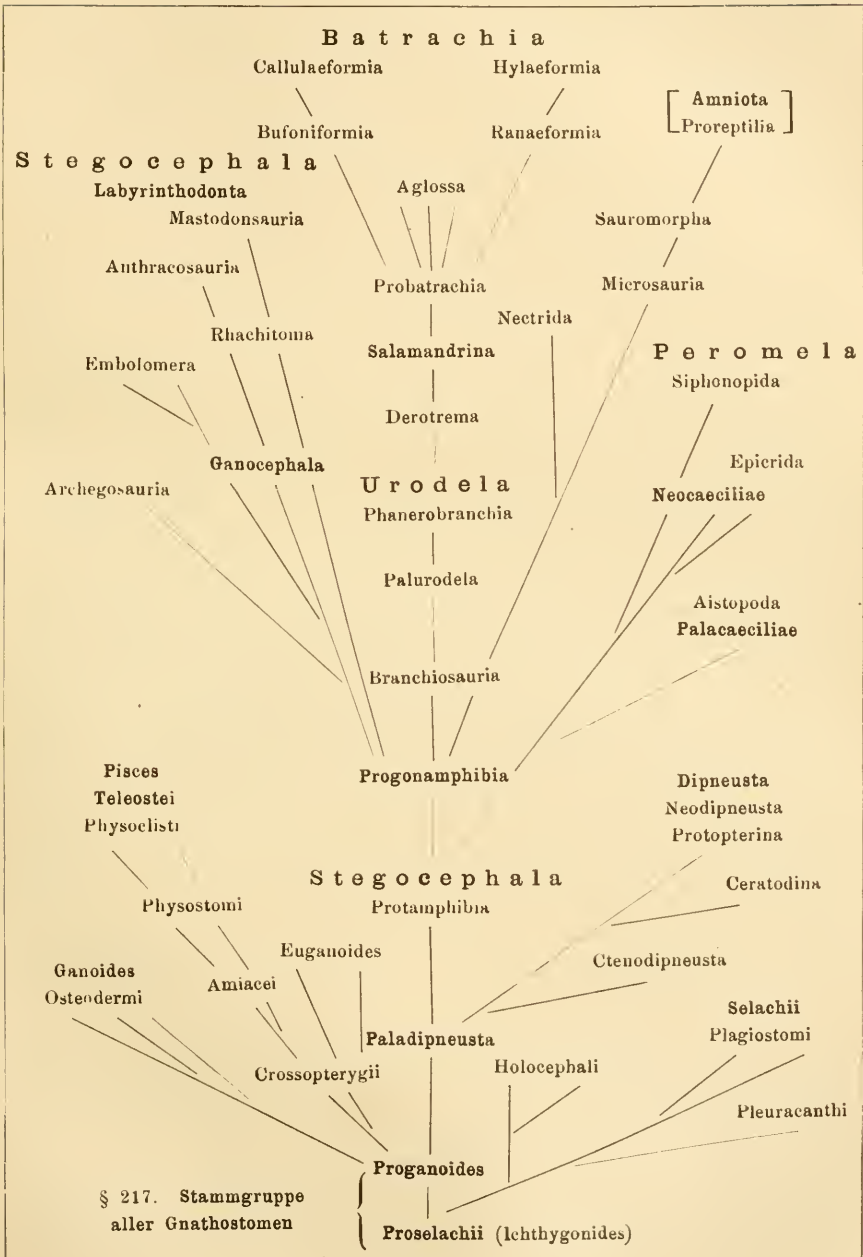 Batrachia
Callulaeformia Hylaeformia
Amniota
Proreptilia
Bufoniformia Ranaeformia
Stegocephala
Labyrinthodonta
Mastodonsauria
Aglossa
Sauromorpha
Anthracosauria
Probatrachia
Microsauria
Nectrida
Rhachitoma
Salamandrina
Peromela
Embolomera
Siphonopida
Derotrema
Ganocephala
Epicrida
Archegosauria
Urodela
Neocaeciliae
Phanerobranchia
Palurodela
Aistopoda
Palacaeciliae
Branchiosauria
Pisces
Teleostei
Physoclisti
Progonamphibia
Dipneusta
Neodipneusta
Protopterina
Stegocephala
Protamphibia
Ceratodina
Physostomi
Euganoides
Ctenodipneusta
Ganoides
Osteodermi
Amiacei
Selachii
Plagiostomi
Paladipneusta
Crossopterygii
Holocephali
Pleuracanthi
Proganoides
§ 217. Stammgruppe
aller Gnathostomen
Proselachii (Ichthygonides)